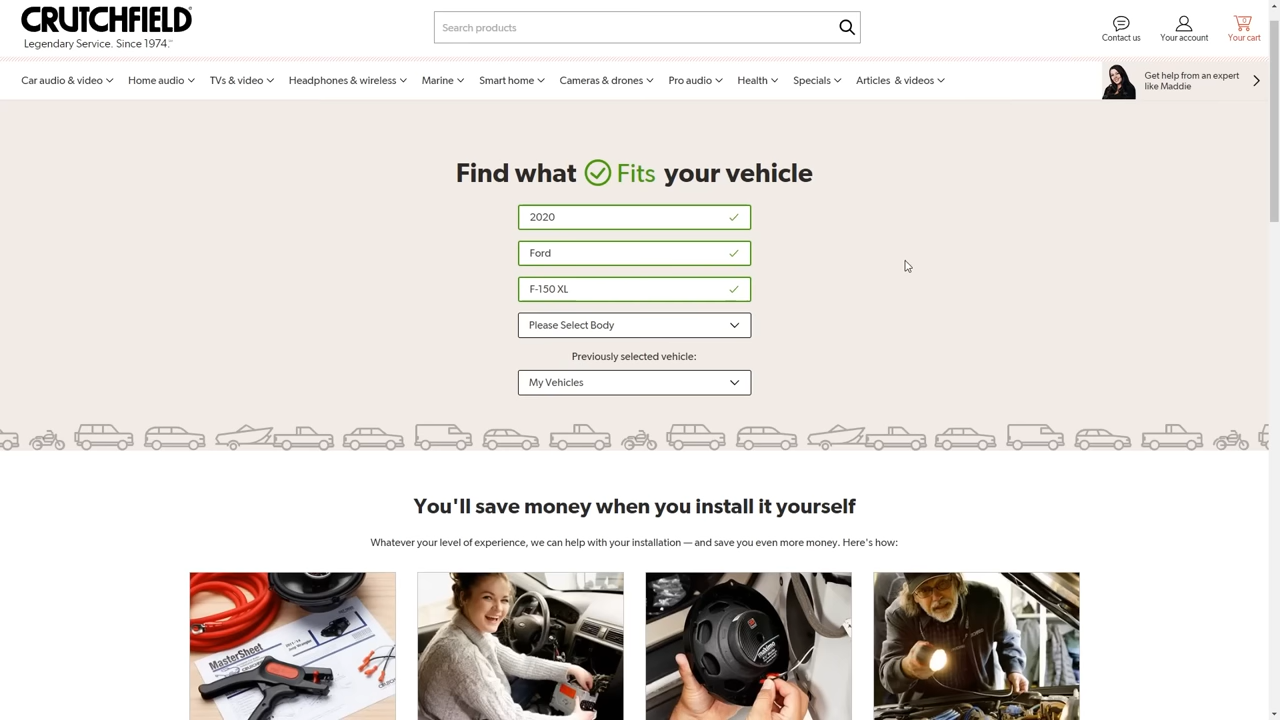 CRUTCHFIELD
Legendary Service. Since 1974.
Search products
Contact us
Your account
0
Your cart
Car audio & video
Home audio
TVs & video
Headphones & wireless
Marine
Smart home
Cameras & drones
Pro audio
Health
Specials
Articles & videos
Get help from an expert
like Maddie
Find what Fits your vehicle
2020
Ford
F-150 XL
Please Select Body
Previously selected vehicle:
My Vehicles
You'll save money when you install it yourself
Whatever your level of experience, we can help with your installation — and save you even more money. Here's how:
MasterSheet